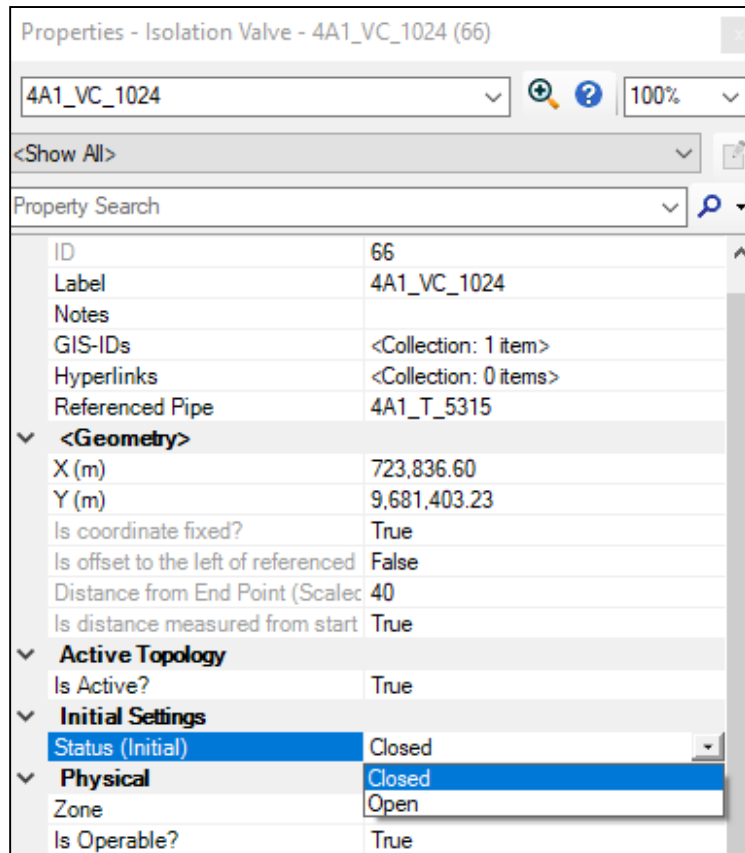 Properties - Isolation Valve - 4A1_VC_1024 (66)
4A1_VC_1024 100%
<Show All>
Property Search
ID 66
Label 4A1_VC_1024
Notes
GIS-IDs <Collection: 1 item>
Hyperlinks <Collection: 0 items>
Referenced Pipe 4A1_T_5315
<Geometry>
X (m) 723,836.60
Y (m) 9,681,403.23
Is coordinate fixed? True
Is offset to the left of referenced False
Distance from End Point (Scaled 40
Is distance measured from start True
Active Topology
Is Active? True
Initial Settings
Status (Initial) Closed
Physical Closed
Zone Open
Is Operable? True